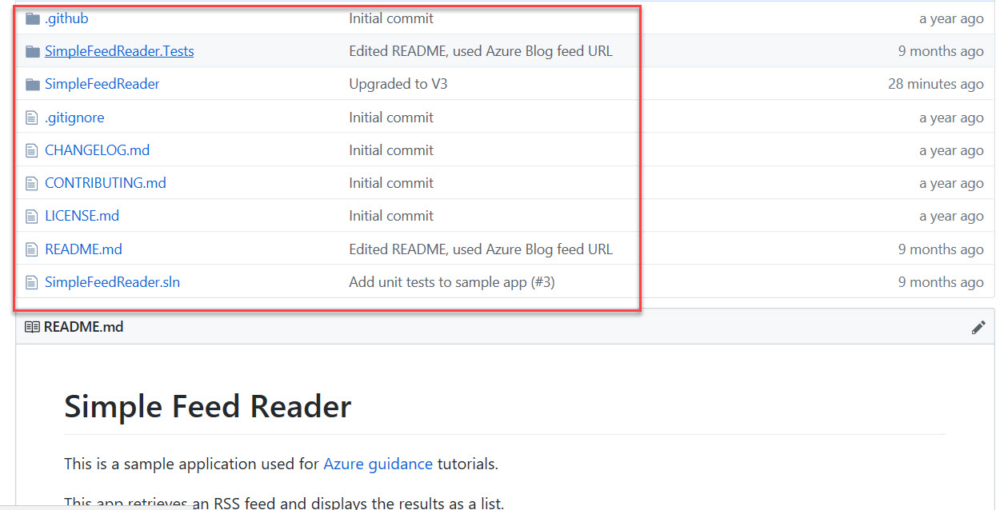 .github Initial commit a year ago
SimpleFeedReader.Tests Edited README, used Azure Blog feed URL 9 months ago
SimpleFeedReader Upgraded to V3 28 minutes ago
.gitignore Initial commit a year ago
CHANGELOG.md Initial commit a year ago
CONTRIBUTING.md Initial commit a year ago
LICENSE.md Initial commit a year ago
README.md Edited README, used Azure Blog feed URL 9 months ago
SimpleFeedReader.sln Add unit tests to sample app (#3) 9 months ago
README.md
Simple Feed Reader
This is a sample application used for Azure guidance tutorials.
This app retrieves an RSS feed and displays the results as a list.